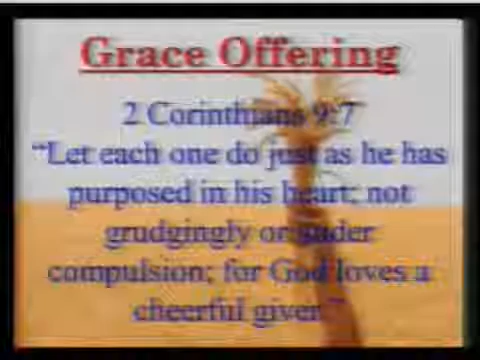 Grace Offering
2 Corinthians 9:7
“Let each one do just as he has
purposed in his heart; not
grudgingly or under
compulsion; for God loves a
cheerful giver.”